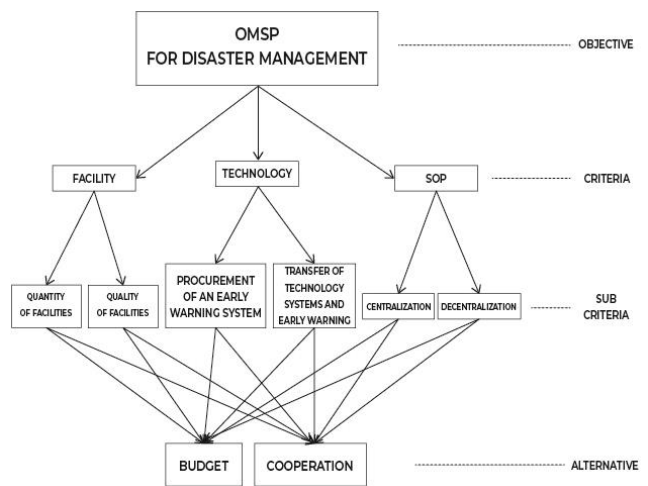 OMSP
FOR DISASTER MANAGEMENT
OBJECTIVE
FACILITY
TECHNOLOGY
SOP
CRITERIA
QUANTITY
OF FACILITIES
QUALITY
OF FACILITIES
PROCUREMENT
OF AN EARLY
WARNING SYSTEM
TRANSFER OF
TECHNOLOGY
SYSTEMS AND
EARLY WARNING
CENTRALIZATION
DECENTRALIZATION
SUB
CRITERIA
BUDGET
COOPERATION
ALTERNATIVE